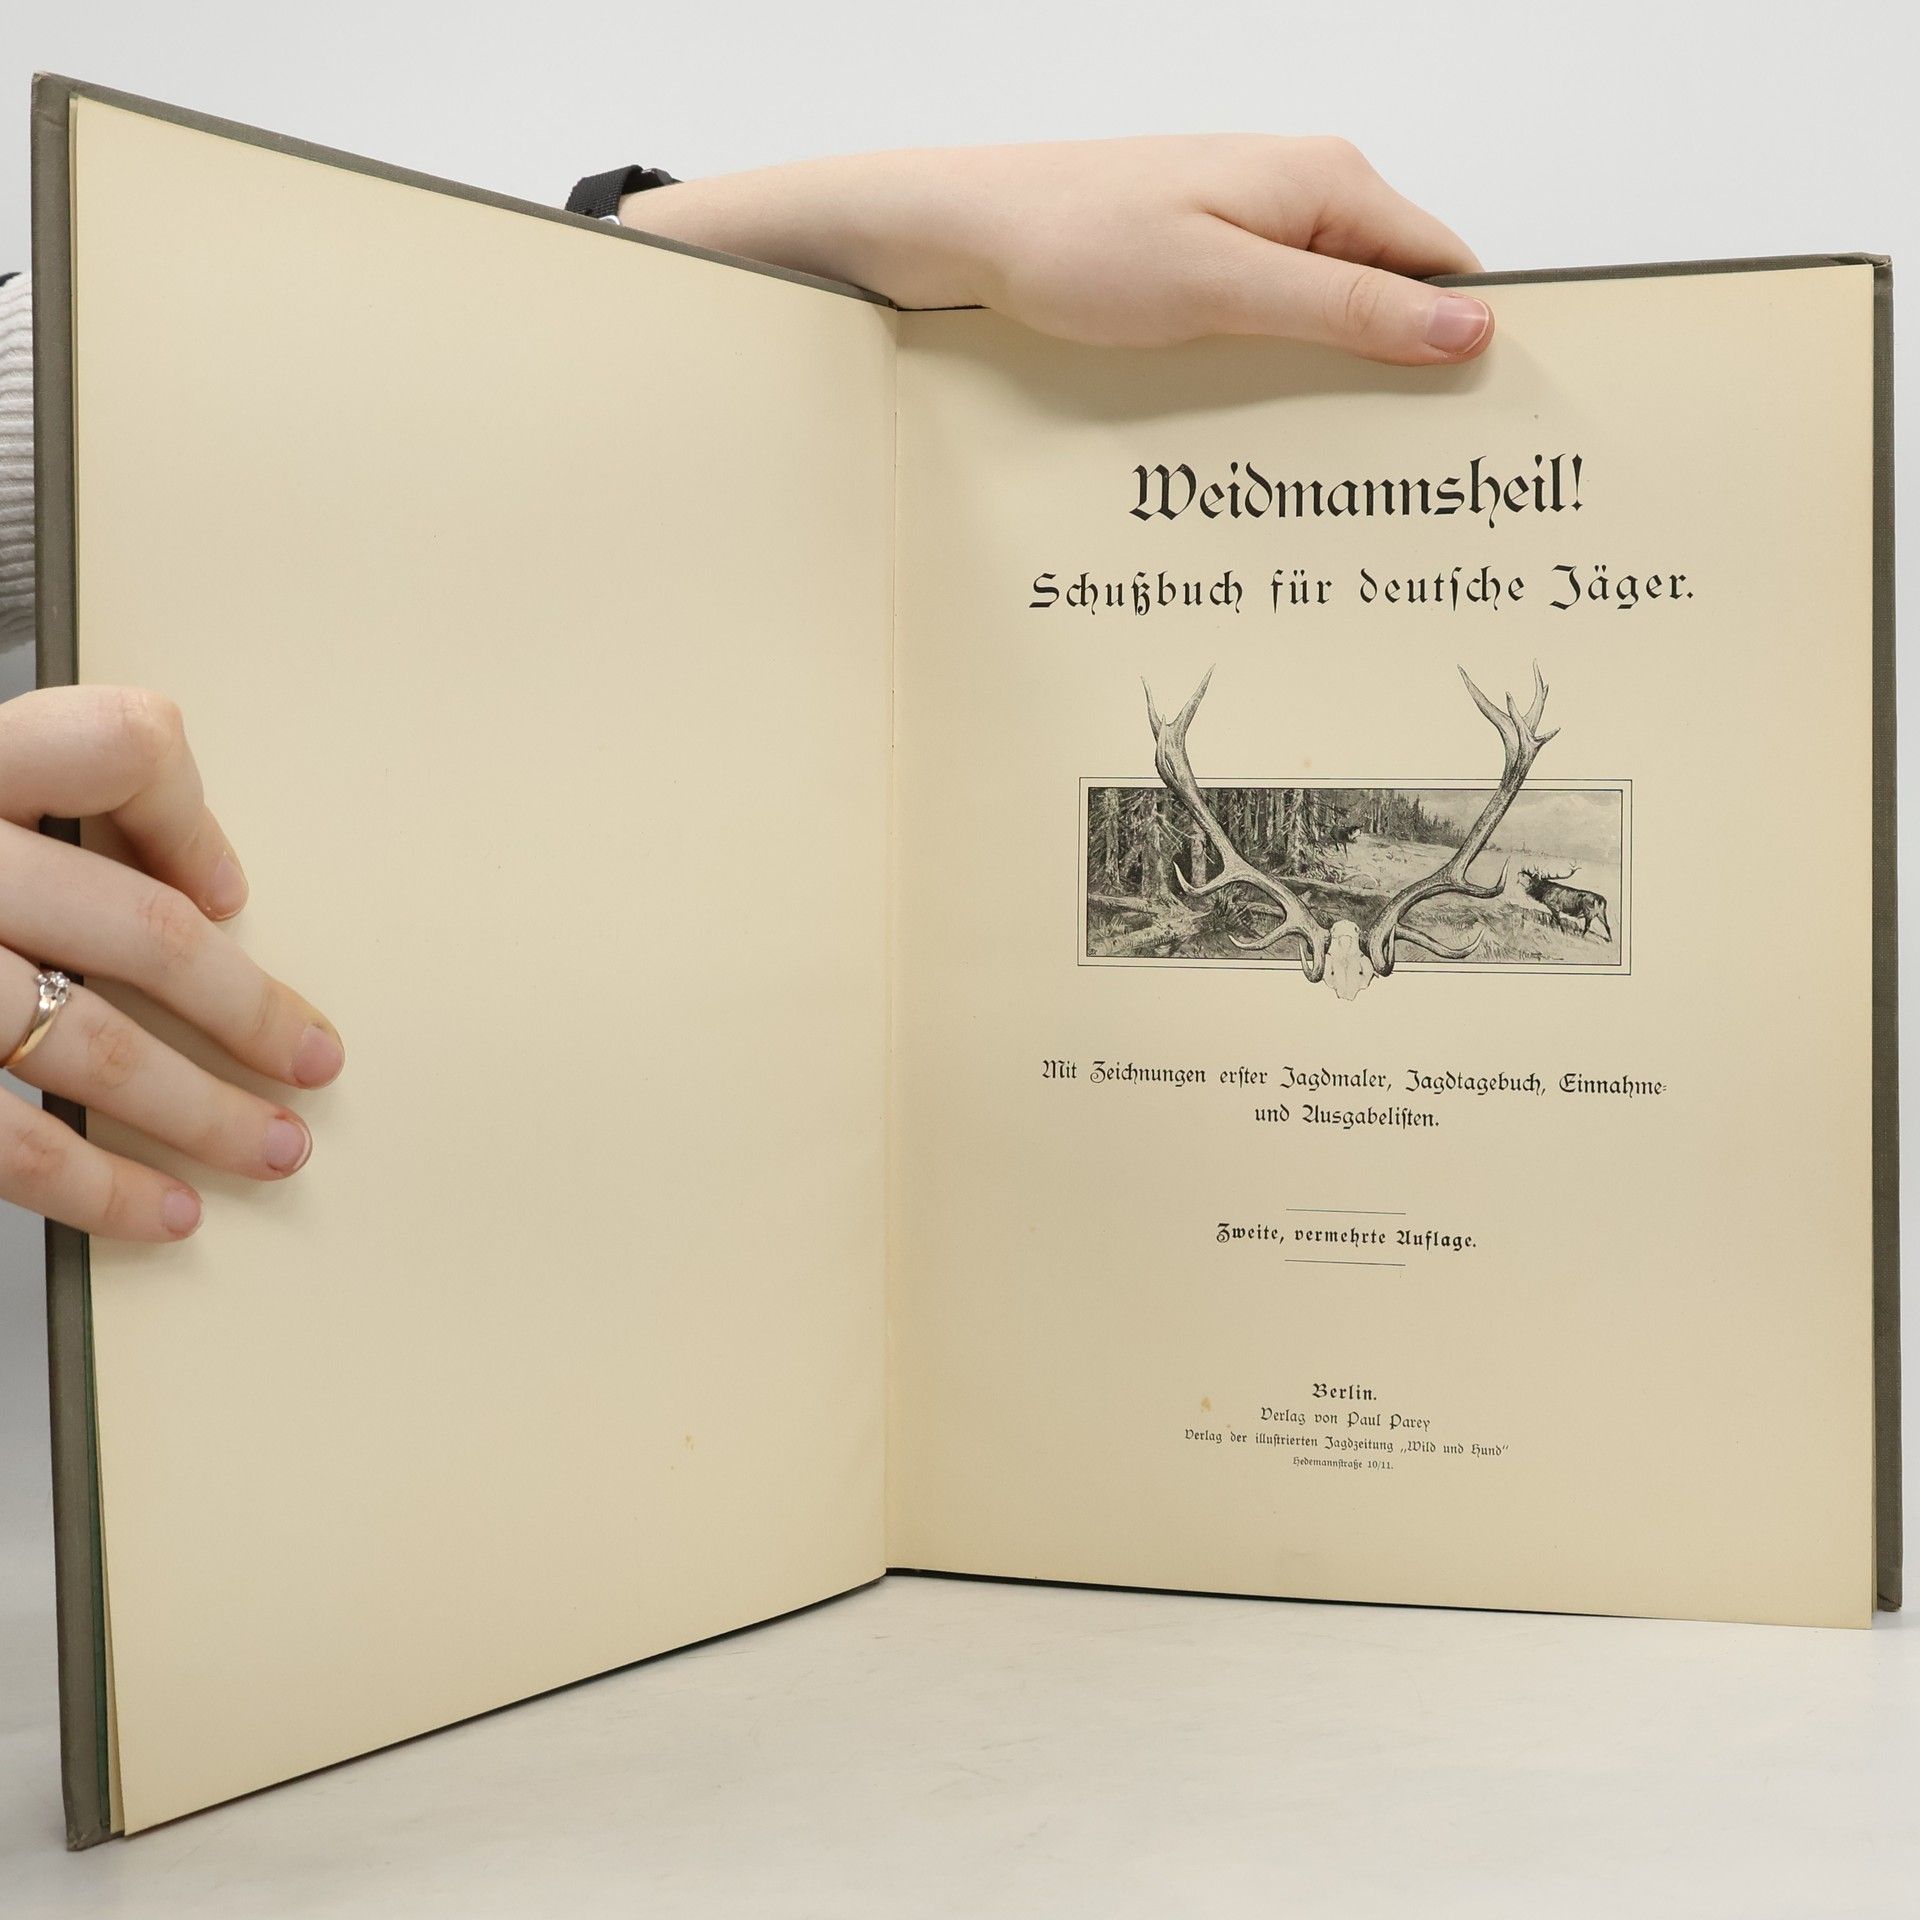 Weidmannsheil!
Schußbuch für deutſche Jäger.
Mit Zeichnungen erſter Jagdmaler, Jagdtagebuch, Einnahme-
und Ausgabeliſten.
Zweite, vermehrte Auflage.
Berlin.
Verlag von Paul Parey
Verlag der illuſtrierten Jagdzeitung „Wild und Hund“
Hedemannſtraße 10/11.